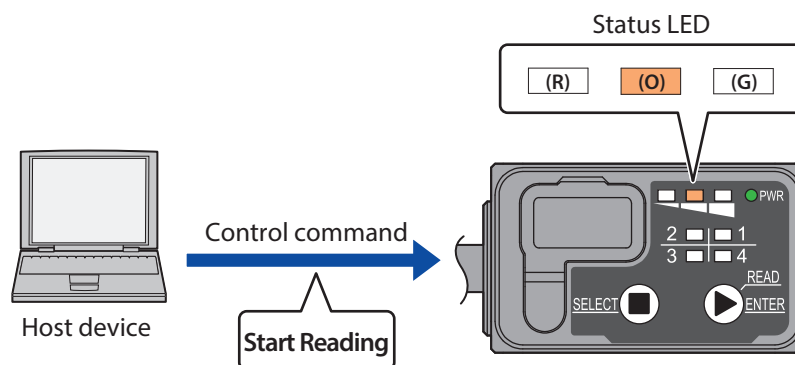 Status LED
(R) (O) (G)
PWR
2 1
3 4
READ
SELECT ENTER
Control command
Start Reading
Host device